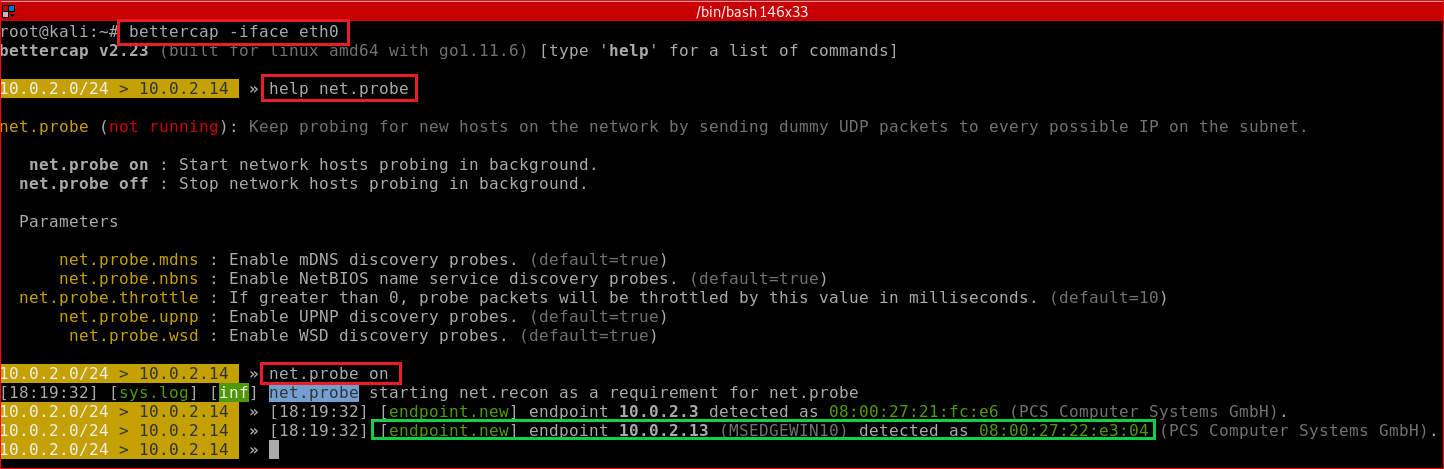 /bin/bash 146x33
root@kali:~# bettercap -iface eth0
bettercap v2.23 (built for linux amd64 with go1.11.6) [type 'help' for a list of commands]
10.0.2.0/24 > 10.0.2.14 » help net.probe
net.probe (not running): Keep probing for new hosts on the network by sending dummy UDP packets to every possible IP on the subnet.
net.probe on : Start network hosts probing in background.
net.probe off : Stop network hosts probing in background.
Parameters
net.probe.mdns : Enable mDNS discovery probes. (default=true)
net.probe.nbns : Enable NetBIOS name service discovery probes. (default=true)
net.probe.throttle : If greater than 0, probe packets will be throttled by this value in milliseconds. (default=10)
net.probe.upnp : Enable UPNP discovery probes. (default=true)
net.probe.wsd : Enable WSD discovery probes. (default=true)
10.0.2.0/24 > 10.0.2.14 » net.probe on
[18:19:32] [sys.log] [inf] net.probe starting net.recon as a requirement for net.probe
10.0.2.0/24 > 10.0.2.14 » [18:19:32] [endpoint.new] endpoint 10.0.2.3 detected as 08:00:27:21:fc:e6 (PCS Computer Systems GmbH).
10.0.2.0/24 > 10.0.2.14 » [18:19:32] [endpoint.new] endpoint 10.0.2.13 (MSEDGEWIN10) detected as 08:00:27:22:e3:04 (PCS Computer Systems GmbH).
10.0.2.0/24 > 10.0.2.14 »